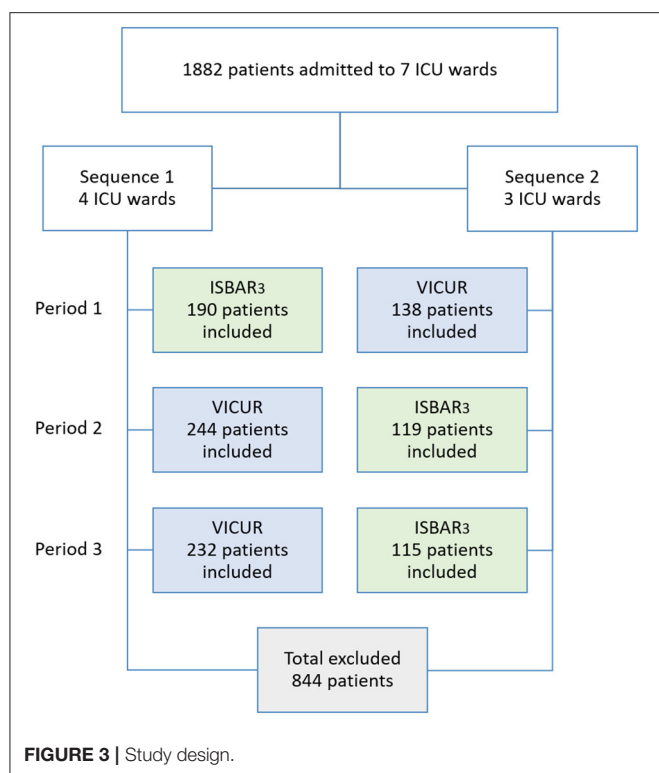 1882 patients admitted to 7 ICU wards
Sequence 1
4 ICU wards
Sequence 2
3 ICU wards
Period 1
ISBAR3
190 patients
included
VICUR
138 patients
included
Period 2
VICUR
244 patients
included
ISBAR3
119 patients
included
Period 3
VICUR
232 patients
included
ISBAR3
115 patients
included
Total excluded
844 patients
FIGURE 3 | Study design.